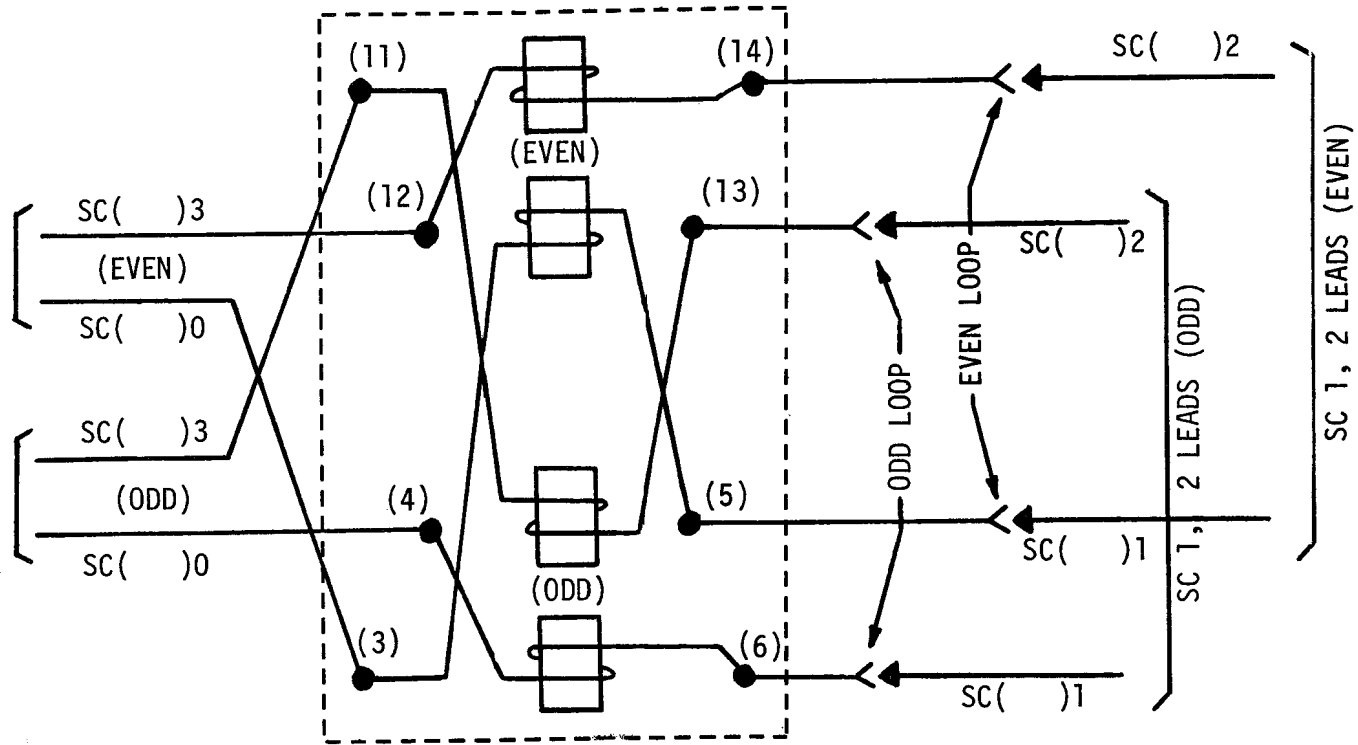 (11)
(14)
SC( )2
(EVEN)
(12)
(13)
SC( )3
(EVEN)
SC( )0
SC( )2
SC( )3
(ODD)
SC( )0
(4)
(5)
SC( )1
(ODD)
(3)
(6)
SC( )1
ODD LOOP
EVEN LOOP
SC 1, 2 LEADS (ODD)
SC 1, 2 LEADS (EVEN)